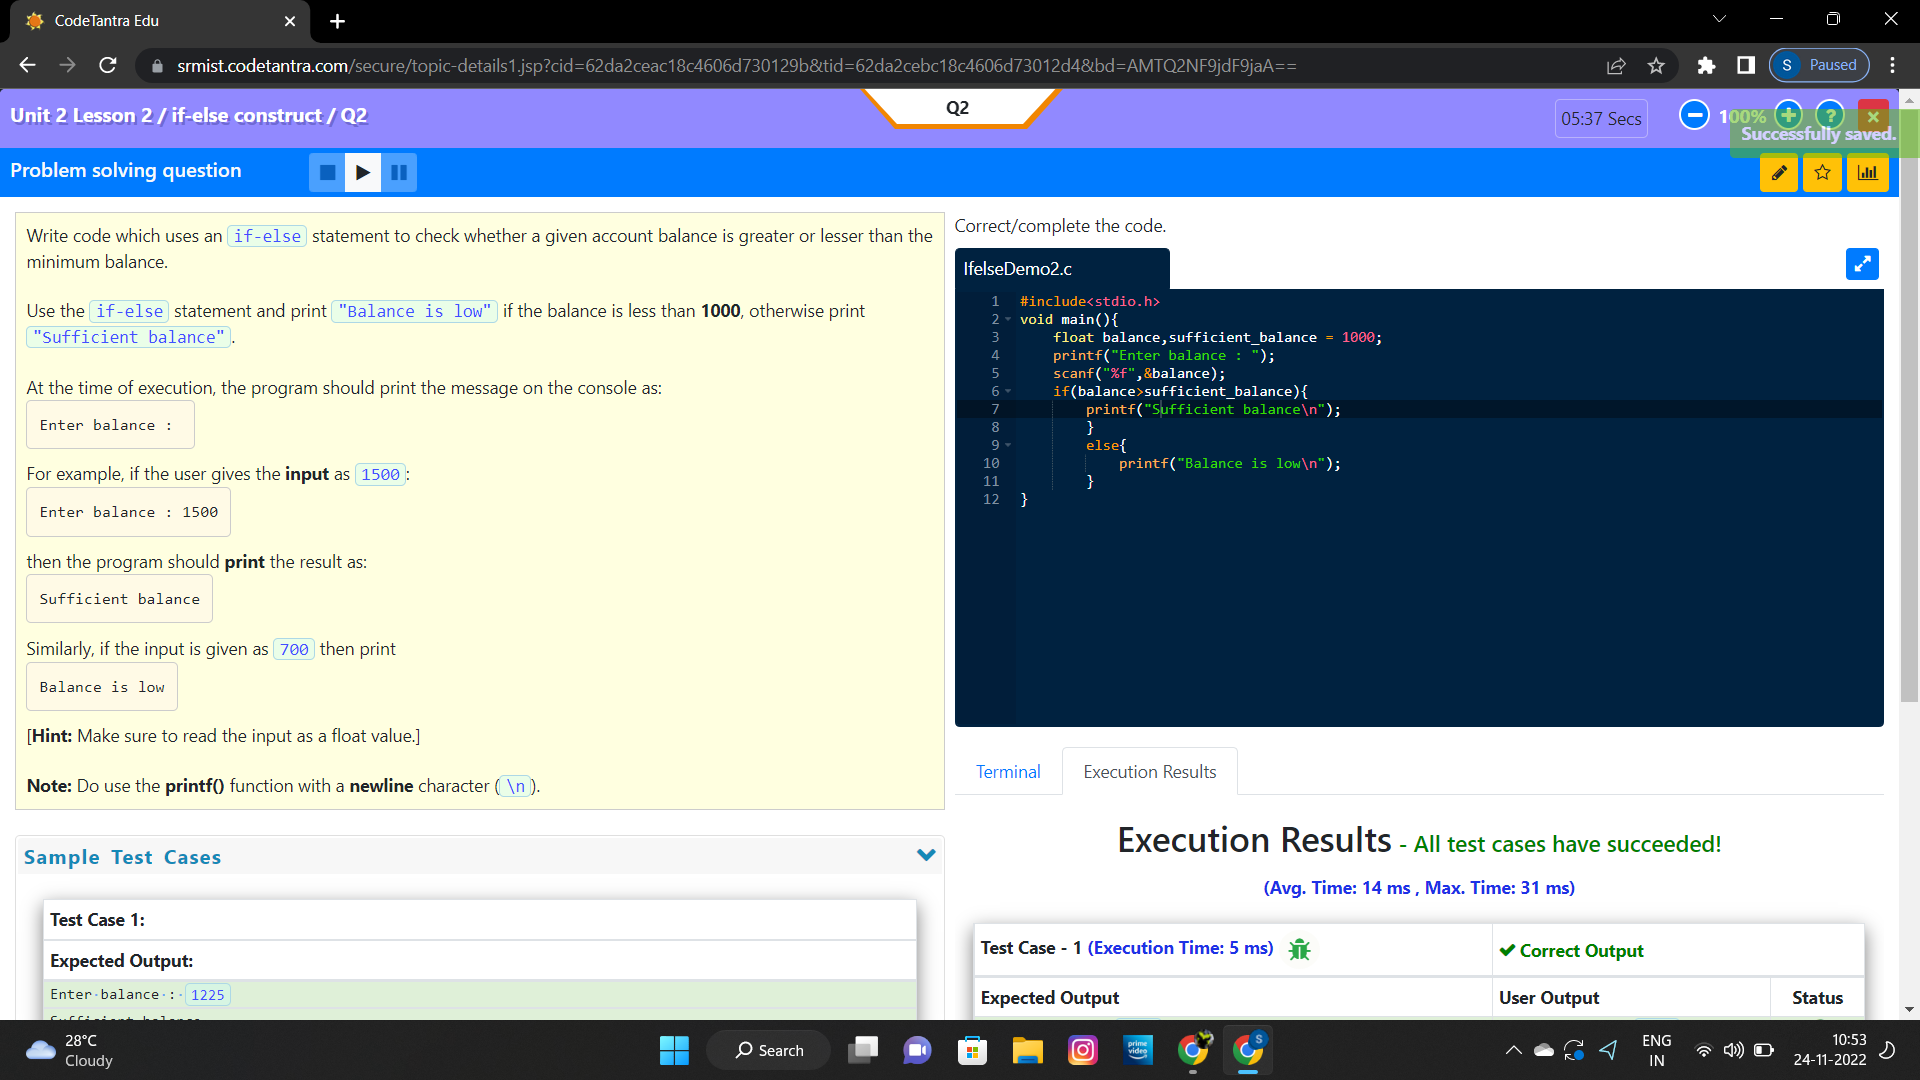 CodeTantra Edu
srmist.codetantra.com/secure/topic-details1.jsp?cid=62da2ceac18c4606d730129b&tid=62da2cebc18c4606d73012d4&bd=AMTQ2NF9jdF9jaA==
S Paused
Unit 2 Lesson 2 / if-else construct / Q2
Q2
05:37 Secs
100%
?
Successfully saved.
Problem solving question
Write code which uses an if-else statement to check whether a given account balance is greater or lesser than the
minimum balance.
Use the if-else statement and print "Balance is low" if the balance is less than 1000, otherwise print
"Sufficient balance".
At the time of execution, the program should print the message on the console as:
Enter balance :
For example, if the user gives the input as 1500:
Enter balance : 1500
then the program should print the result as:
Sufficient balance
Similarly, if the input is given as 700 then print
Balance is low
[Hint: Make sure to read the input as a float value.]
Note: Do use the printf() function with a newline character (\n).
Sample Test Cases
Test Case 1:
Expected Output:
Enter·balance·:·1225
Sufficient·balance
Correct/complete the code.
IfelseDemo2.c
1 #include<stdio.h>
2 void main(){
3 float balance,sufficient_balance = 1000;
4 printf("Enter balance : ");
5 scanf("%f",&balance);
6 if(balance>sufficient_balance){
7 printf("Sufficient balance\n");
8 }
9 else{
10 printf("Balance is low\n");
11 }
12 }
Terminal
Execution Results
Execution Results - All test cases have succeeded!
(Avg. Time: 14 ms , Max. Time: 31 ms)
Test Case - 1 (Execution Time: 5 ms)
Correct Output
Expected Output
User Output
Status
28°C
Cloudy
Search
prime video
S
ENG
IN
10:53
24-11-2022